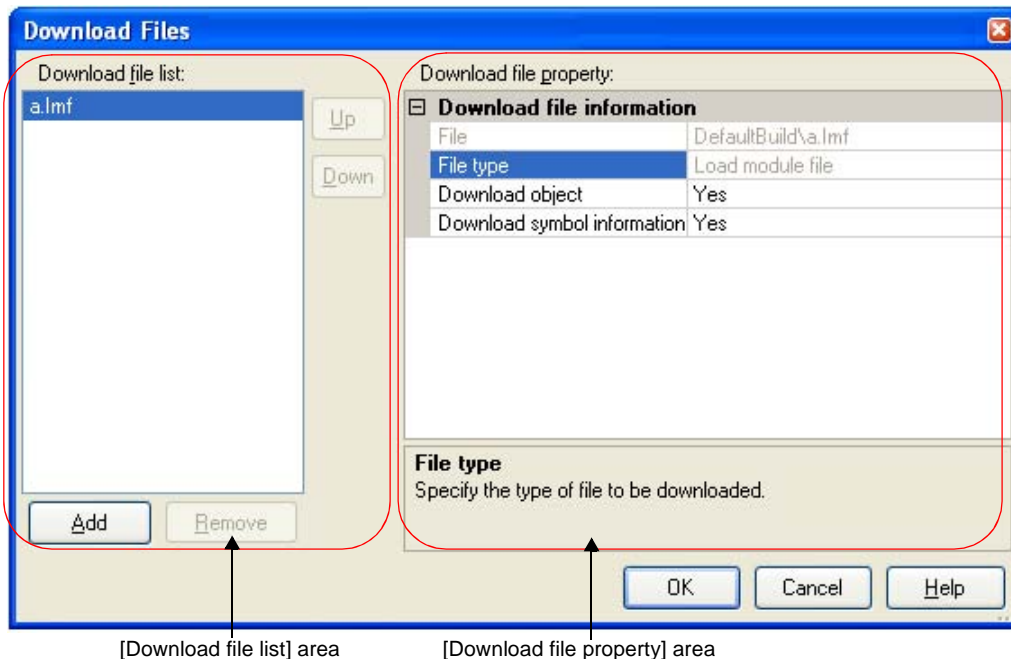 Download Files
Download file list:
a.lmf
Up
Down
Add
Remove
Download file property:
Download file information
File DefaultBuild\a.lmf
File type Load module file
Download object Yes
Download symbol information Yes
File type
Specify the type of file to be downloaded.
OK Cancel Help
[Download file list] area [Download file property] area